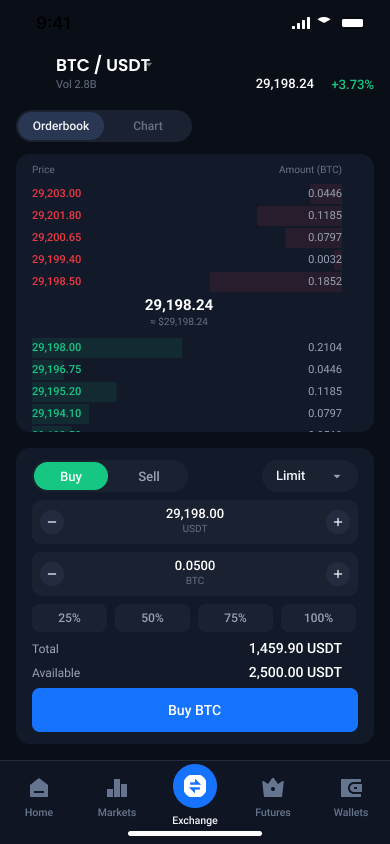 9:41
BTC / USDT
Vol 2.8B
29,198.24 +3.73%
Orderbook Chart
Price Amount (BTC)
29,203.00 0.0446
29,201.80 0.1185
29,200.65 0.0797
29,199.40 0.0032
29,198.50 0.1852
29,198.24
≈ $29,198.24
29,198.00 0.2104
29,196.75 0.0446
29,195.20 0.1185
29,194.10 0.0797
Buy Sell Limit
− 29,198.00 +
USDT
− 0.0500 +
BTC
25% 50% 75% 100%
Total 1,459.90 USDT
Available 2,500.00 USDT
Buy BTC
Home Markets Exchange Futures Wallets